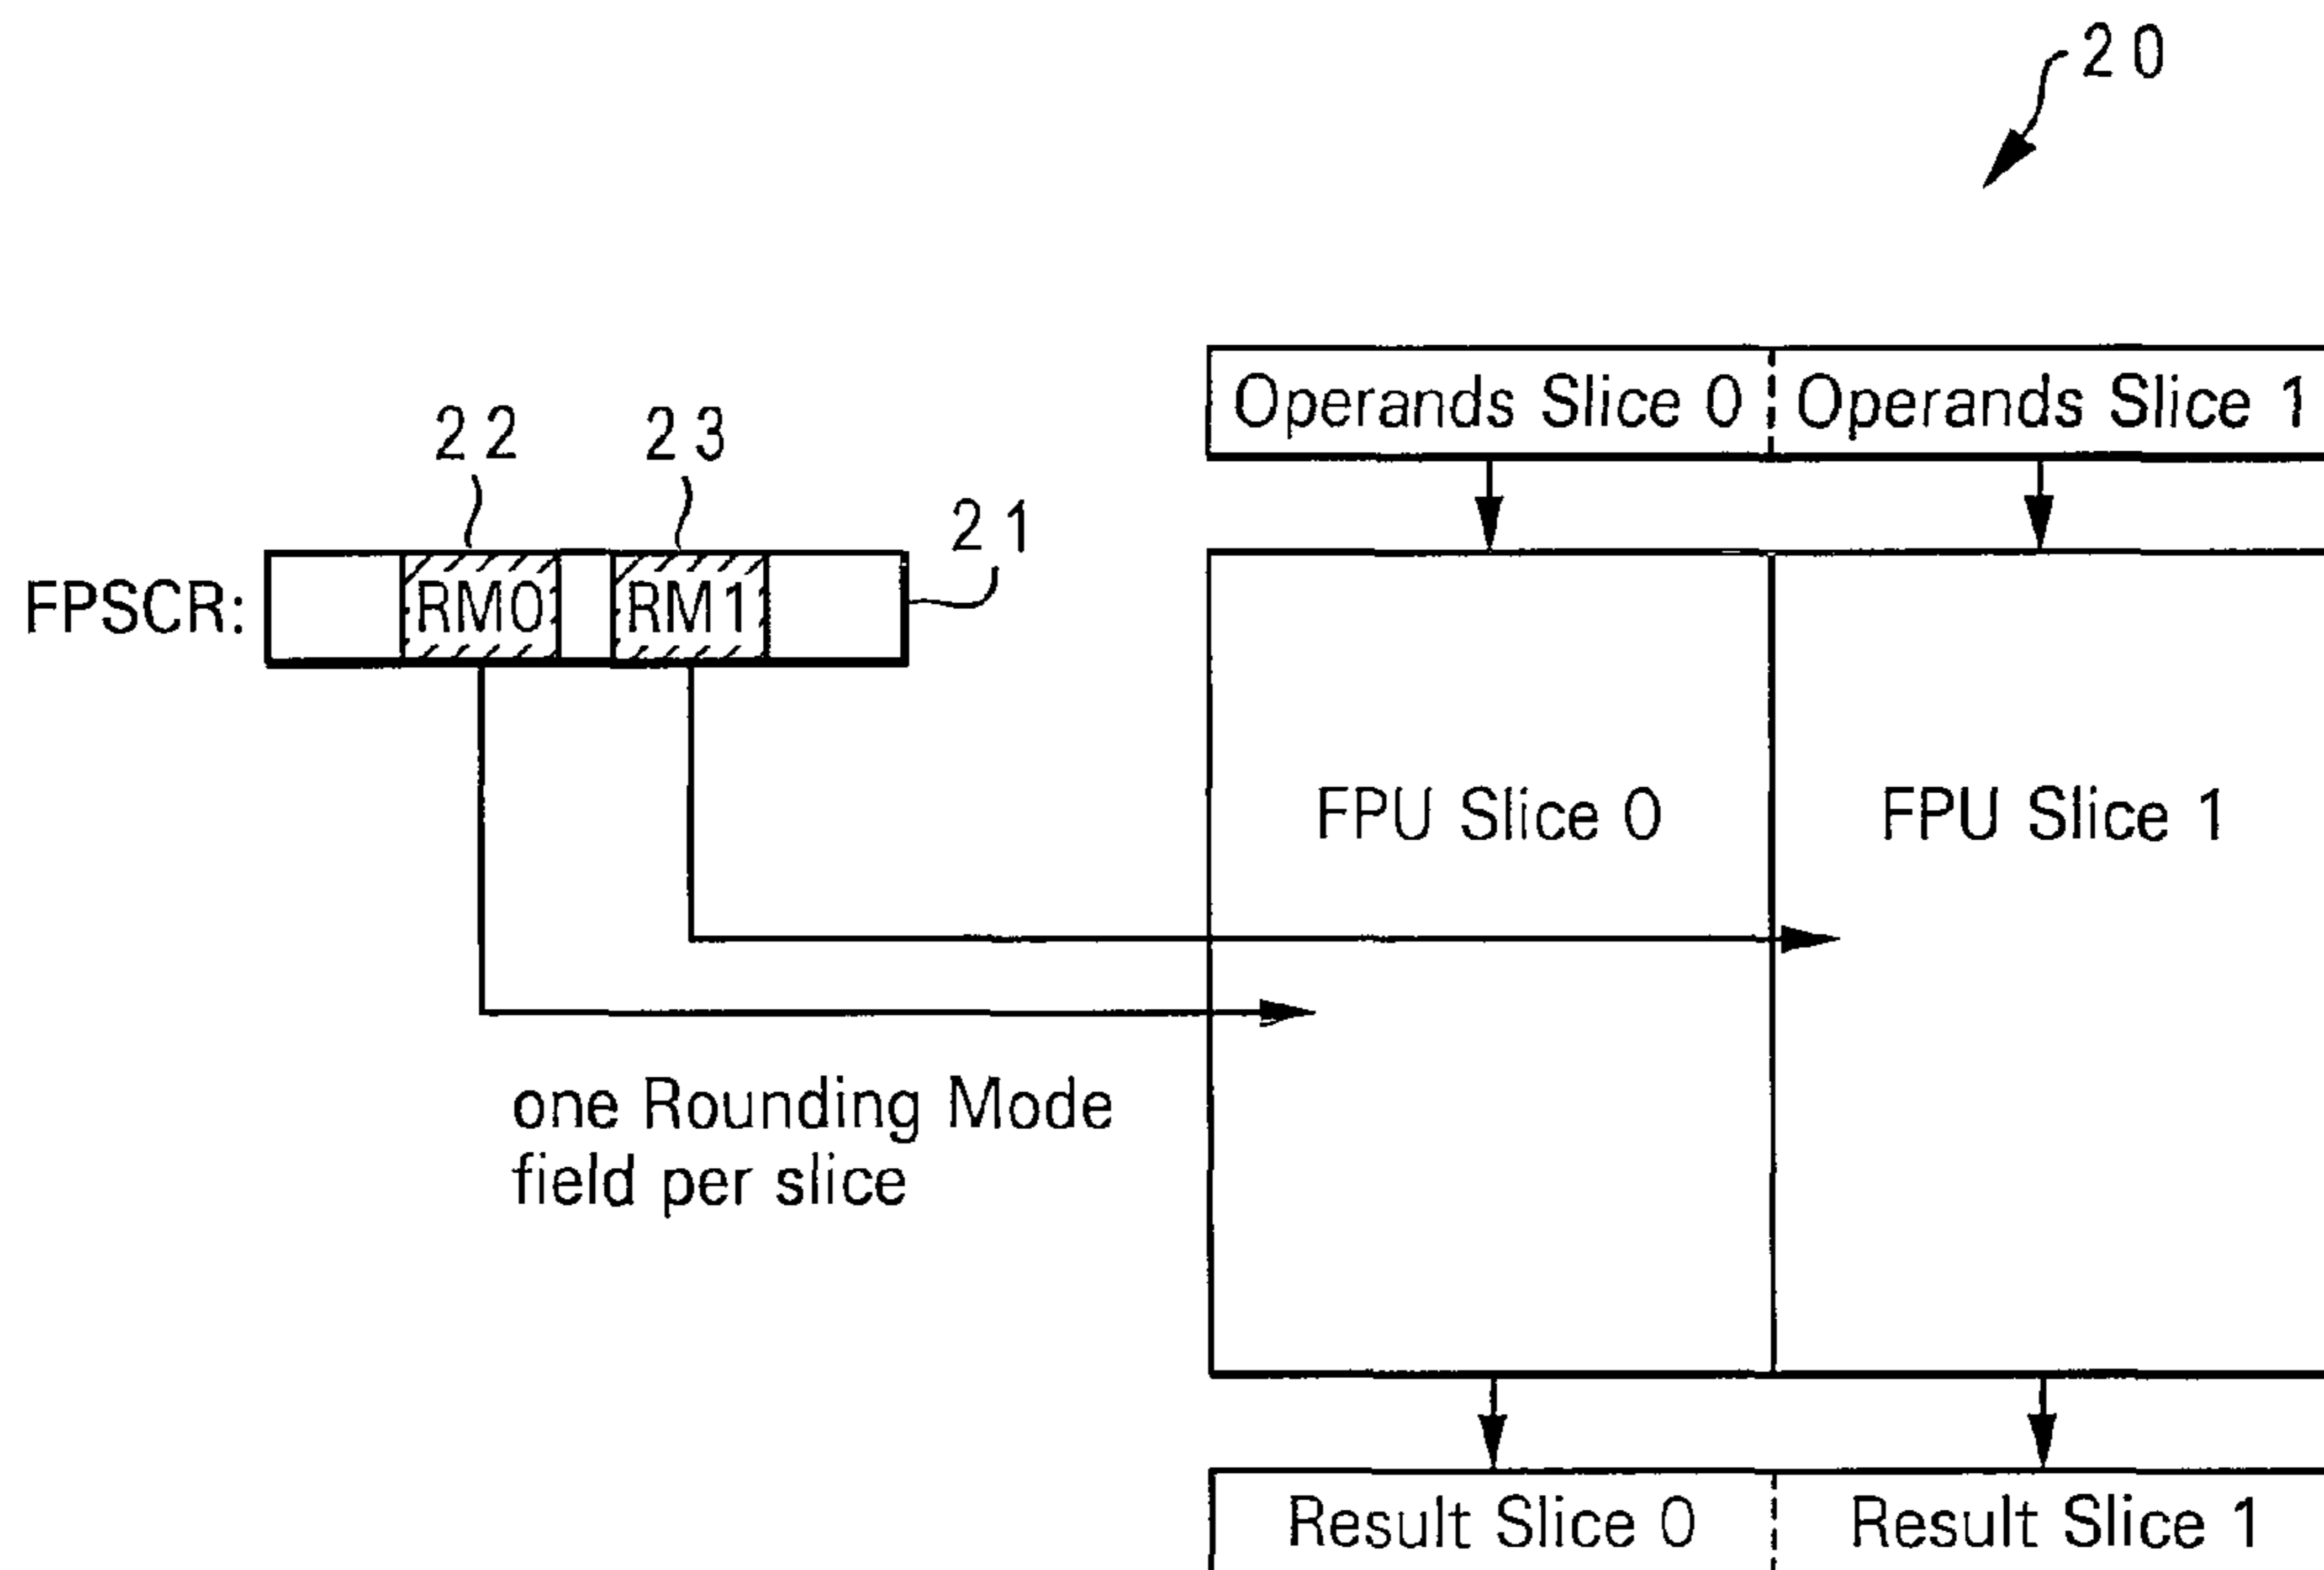 20
Operands Slice 0 Operands Slice 1
22 23
21
FPSCR: RM0 RM1
FPU Slice 0 FPU Slice 1
one Rounding Mode
field per slice
Result Slice 0 Result Slice 1